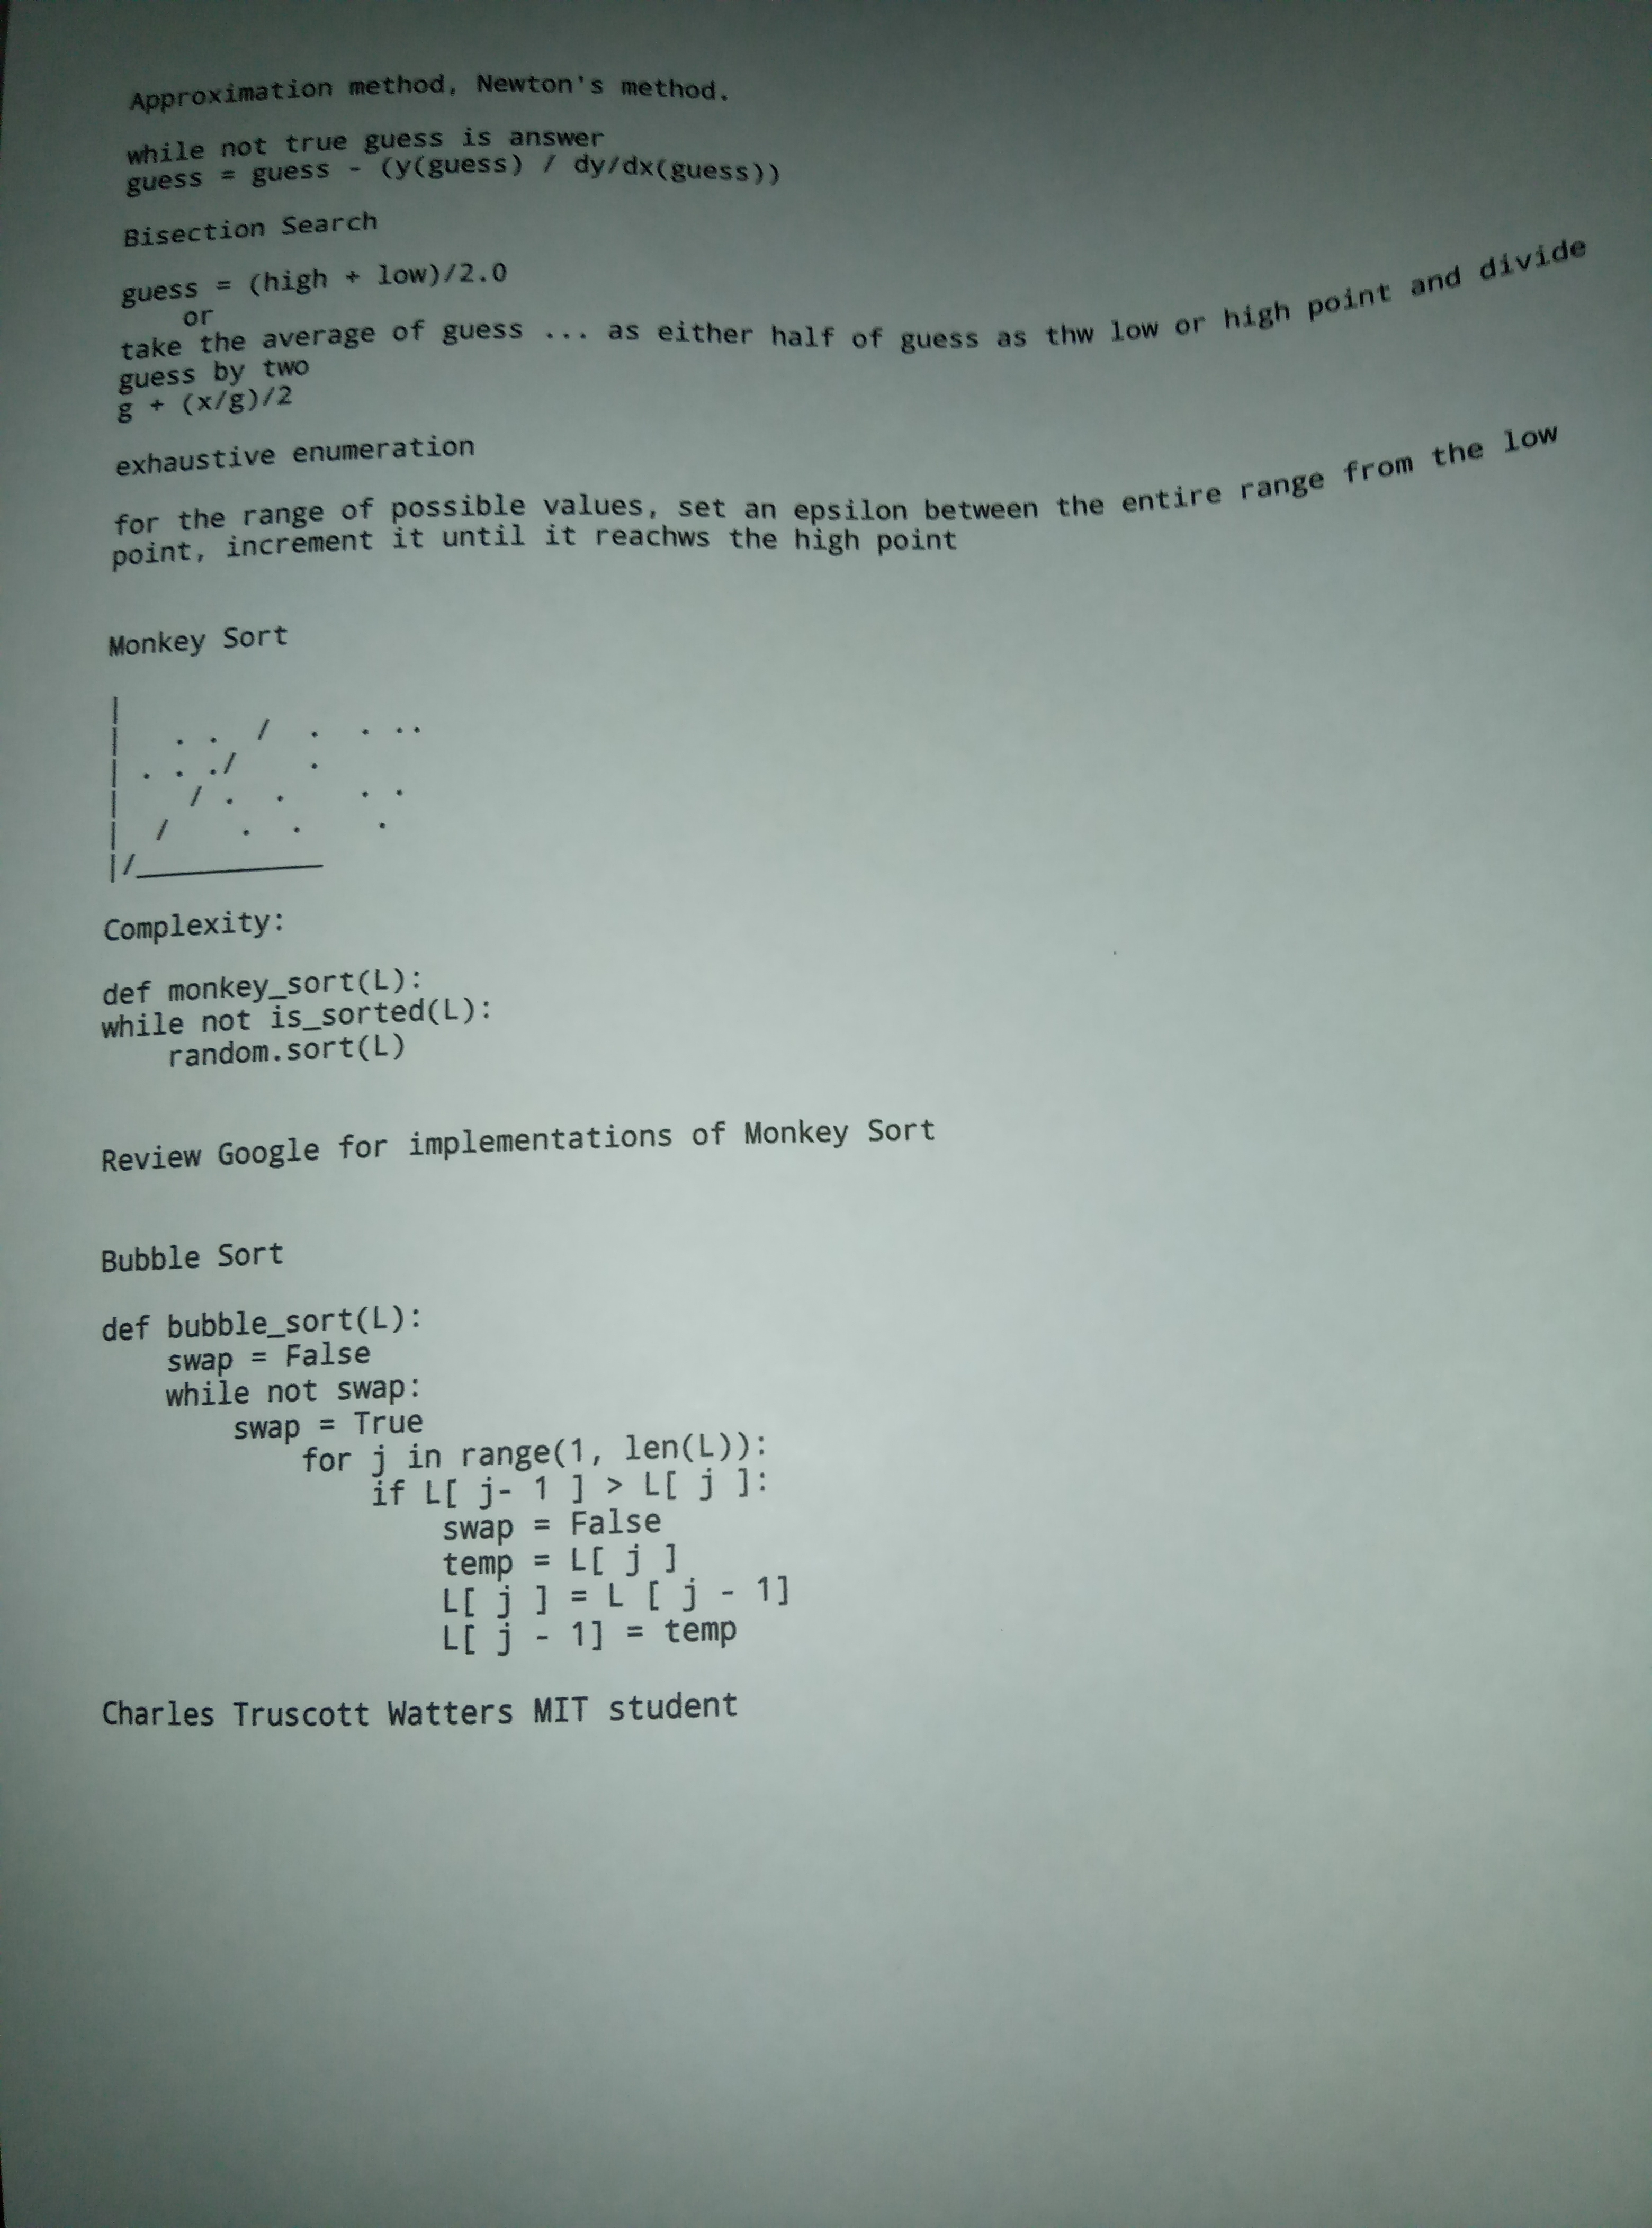 Approximation method, Newton's method.
while not true guess is answer
guess = guess - (y(guess) / dy/dx(guess))
Bisection Search
guess = (high + low)/2.0
or
take the average of guess ... as either half of guess as thw low or high point and divide
guess by two
g + (x/g)/2
exhaustive enumeration
for the range of possible values, set an epsilon between the entire range from the low
point, increment it until it reachws the high point
Monkey Sort
|
| . . / . . ..
| . . ./ .
| / . . . .
| / . . .
|/___________
Complexity:
def monkey_sort(L):
while not is_sorted(L):
random.sort(L)
Review Google for implementations of Monkey Sort
Bubble Sort
def bubble_sort(L):
swap = False
while not swap:
swap = True
for j in range(1, len(L)):
if L[ j- 1 ] > L[ j ]:
swap = False
temp = L[ j ]
L[ j ] = L [ j - 1]
L[ j - 1] = temp
Charles Truscott Watters MIT student